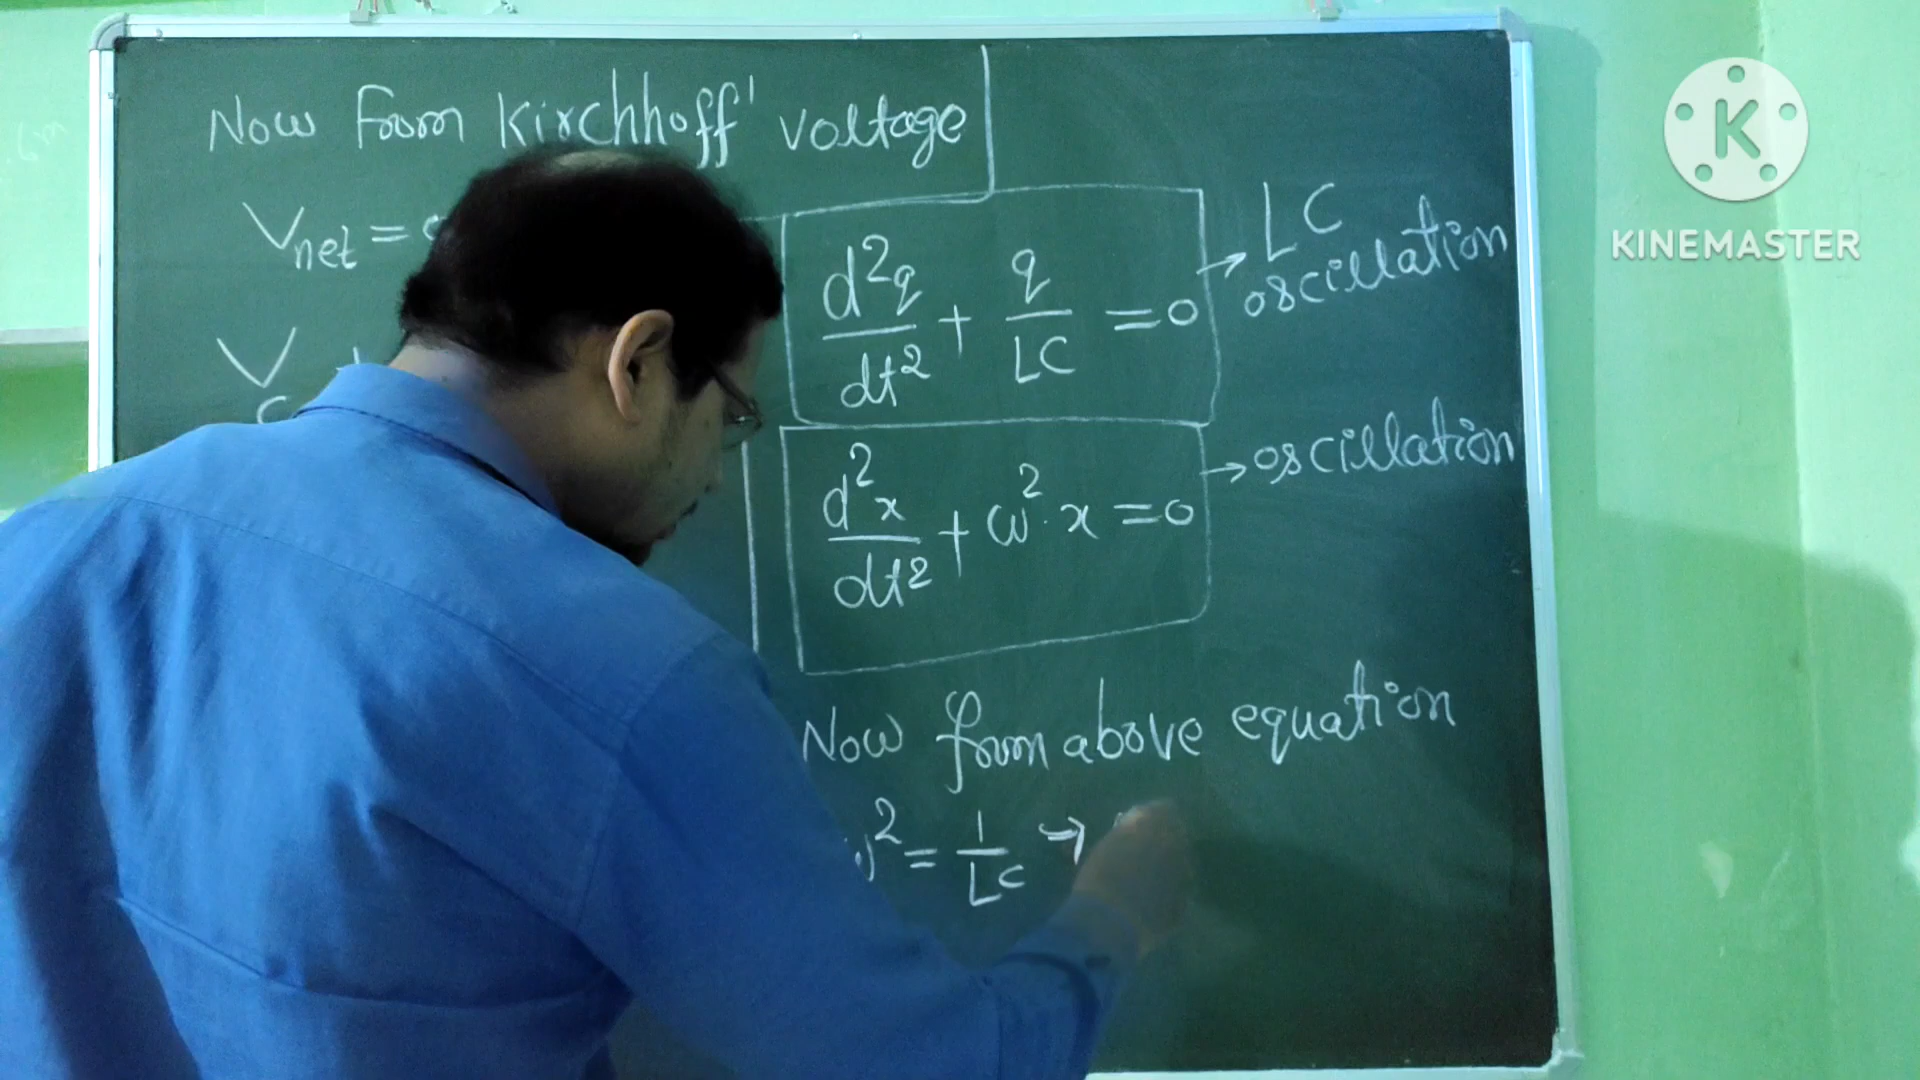 Now From Kirchhoff' voltage
Vnet =
V
d²q/dt² + q/LC = 0 → LC oscillation
d²x/dt² + ω²·x = 0 → oscillation
Now from above equation
ω² = 1/LC →
K
KINEMASTER